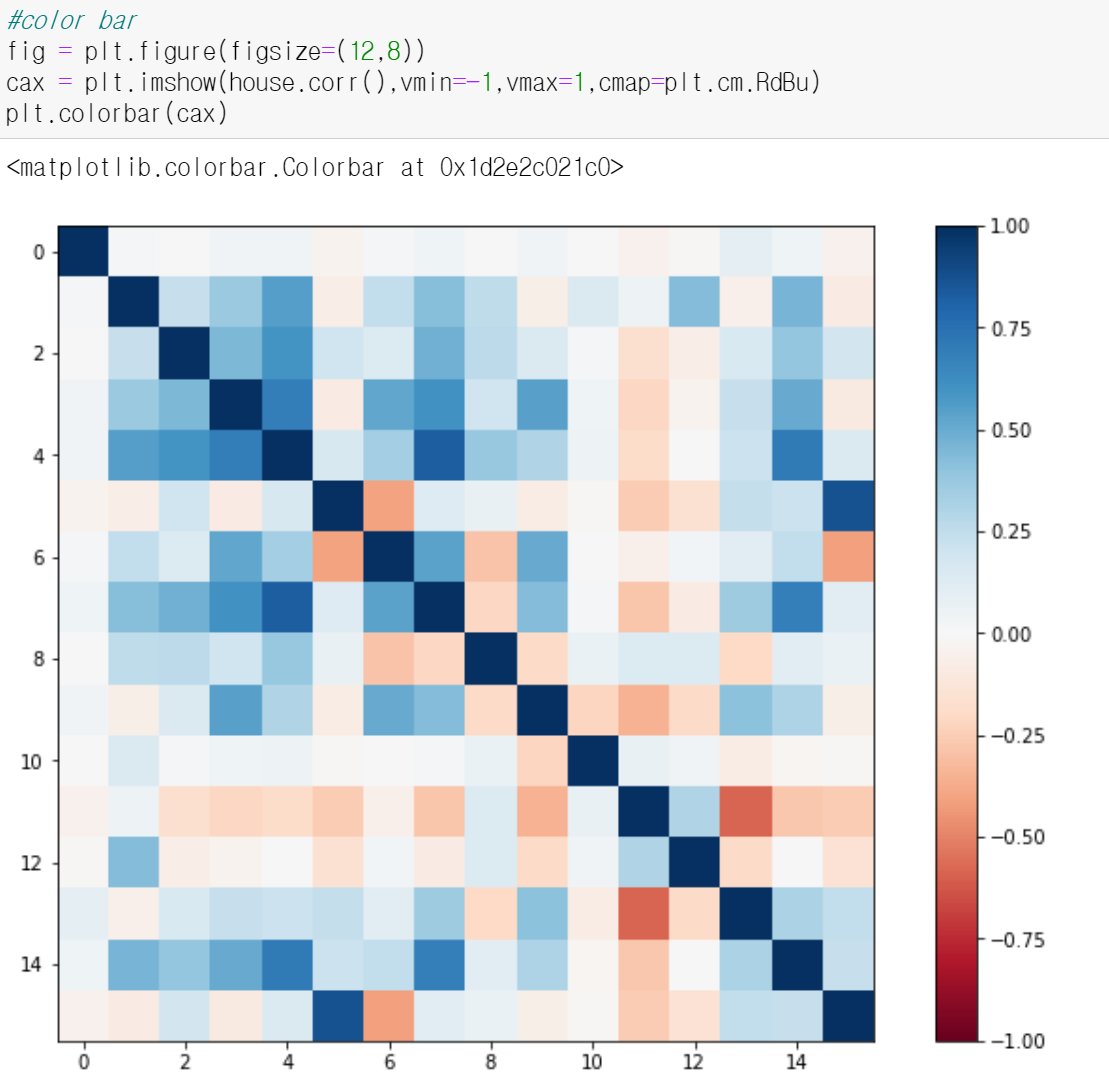 #color bar
fig = plt.figure(figsize=(12,8))
cax = plt.imshow(house.corr(),vmin=-1,vmax=1,cmap=plt.cm.RdBu)
plt.colorbar(cax)
<matplotlib.colorbar.Colorbar at 0x1d2e2c021c0>
0
2
4
6
8
10
12
14
0 2 4 6 8 10 12 14
1.00
0.75
0.50
0.25
0.00
−0.25
−0.50
−0.75
−1.00